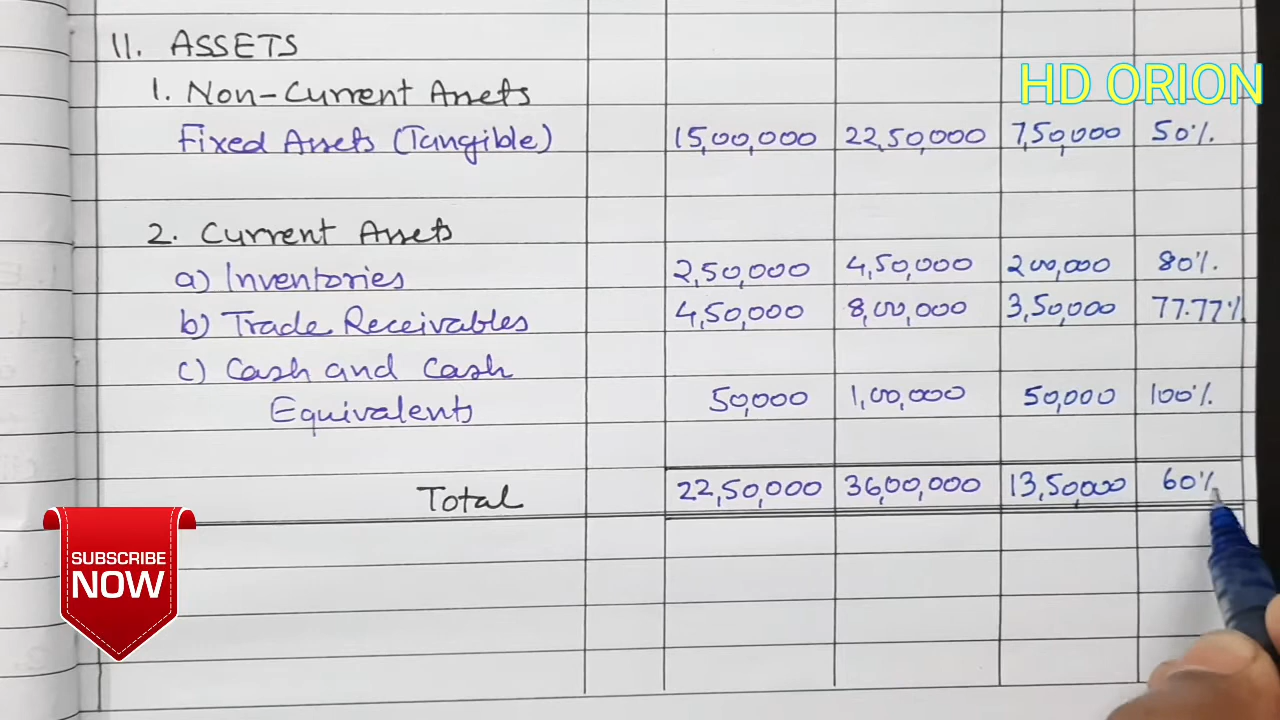 11. ASSETS
HD ORION
1. Non-Current Assets
Fixed Assets (Tangible) 15,00,000 22,50,000 7,50,000 50%.
2. Current Assets
a) Inventories 2,50,000 4,50,000 200,000 80%.
b) Trade Receivables 4,50,000 8,00,000 3,50,000 77.77%
c) Cash and Cash
Equivalents 50,000 1,00,000 50,000 100%.
Total 22,50,000 36,00,000 13,50,000 60%
SUBSCRIBE
NOW